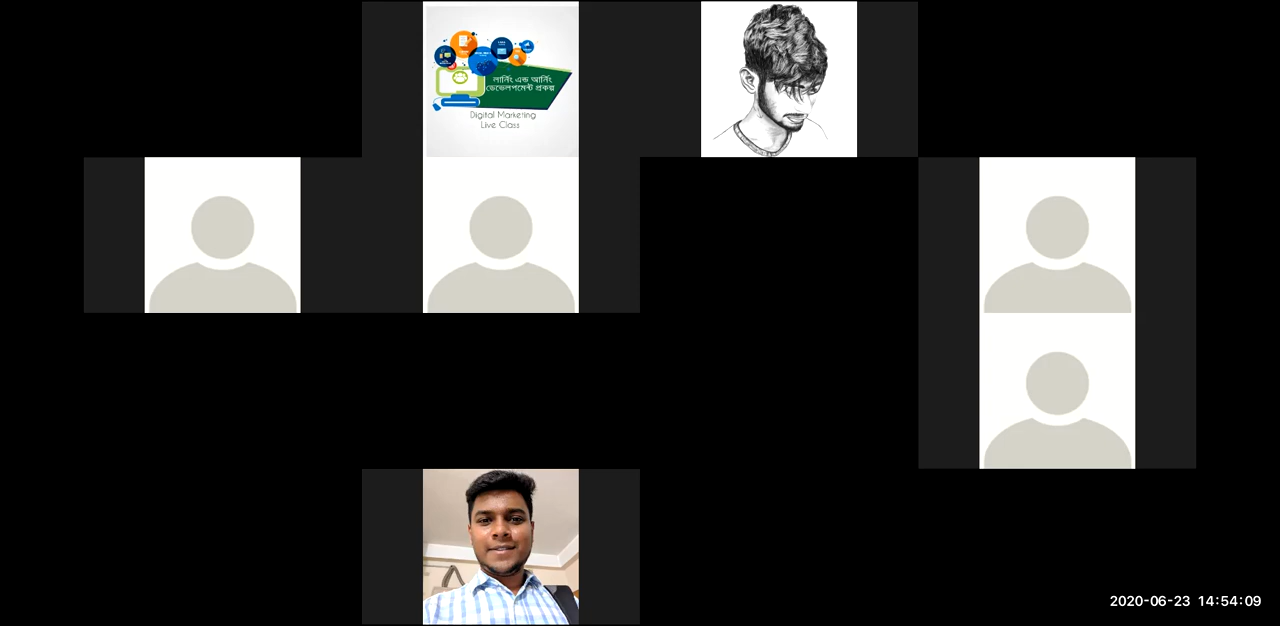 লার্নিং এন্ড আর্নিং
ডেভেলপমেন্ট প্রকল্প
Digital Marketing
Live Class
2020-06-23 14:54:09